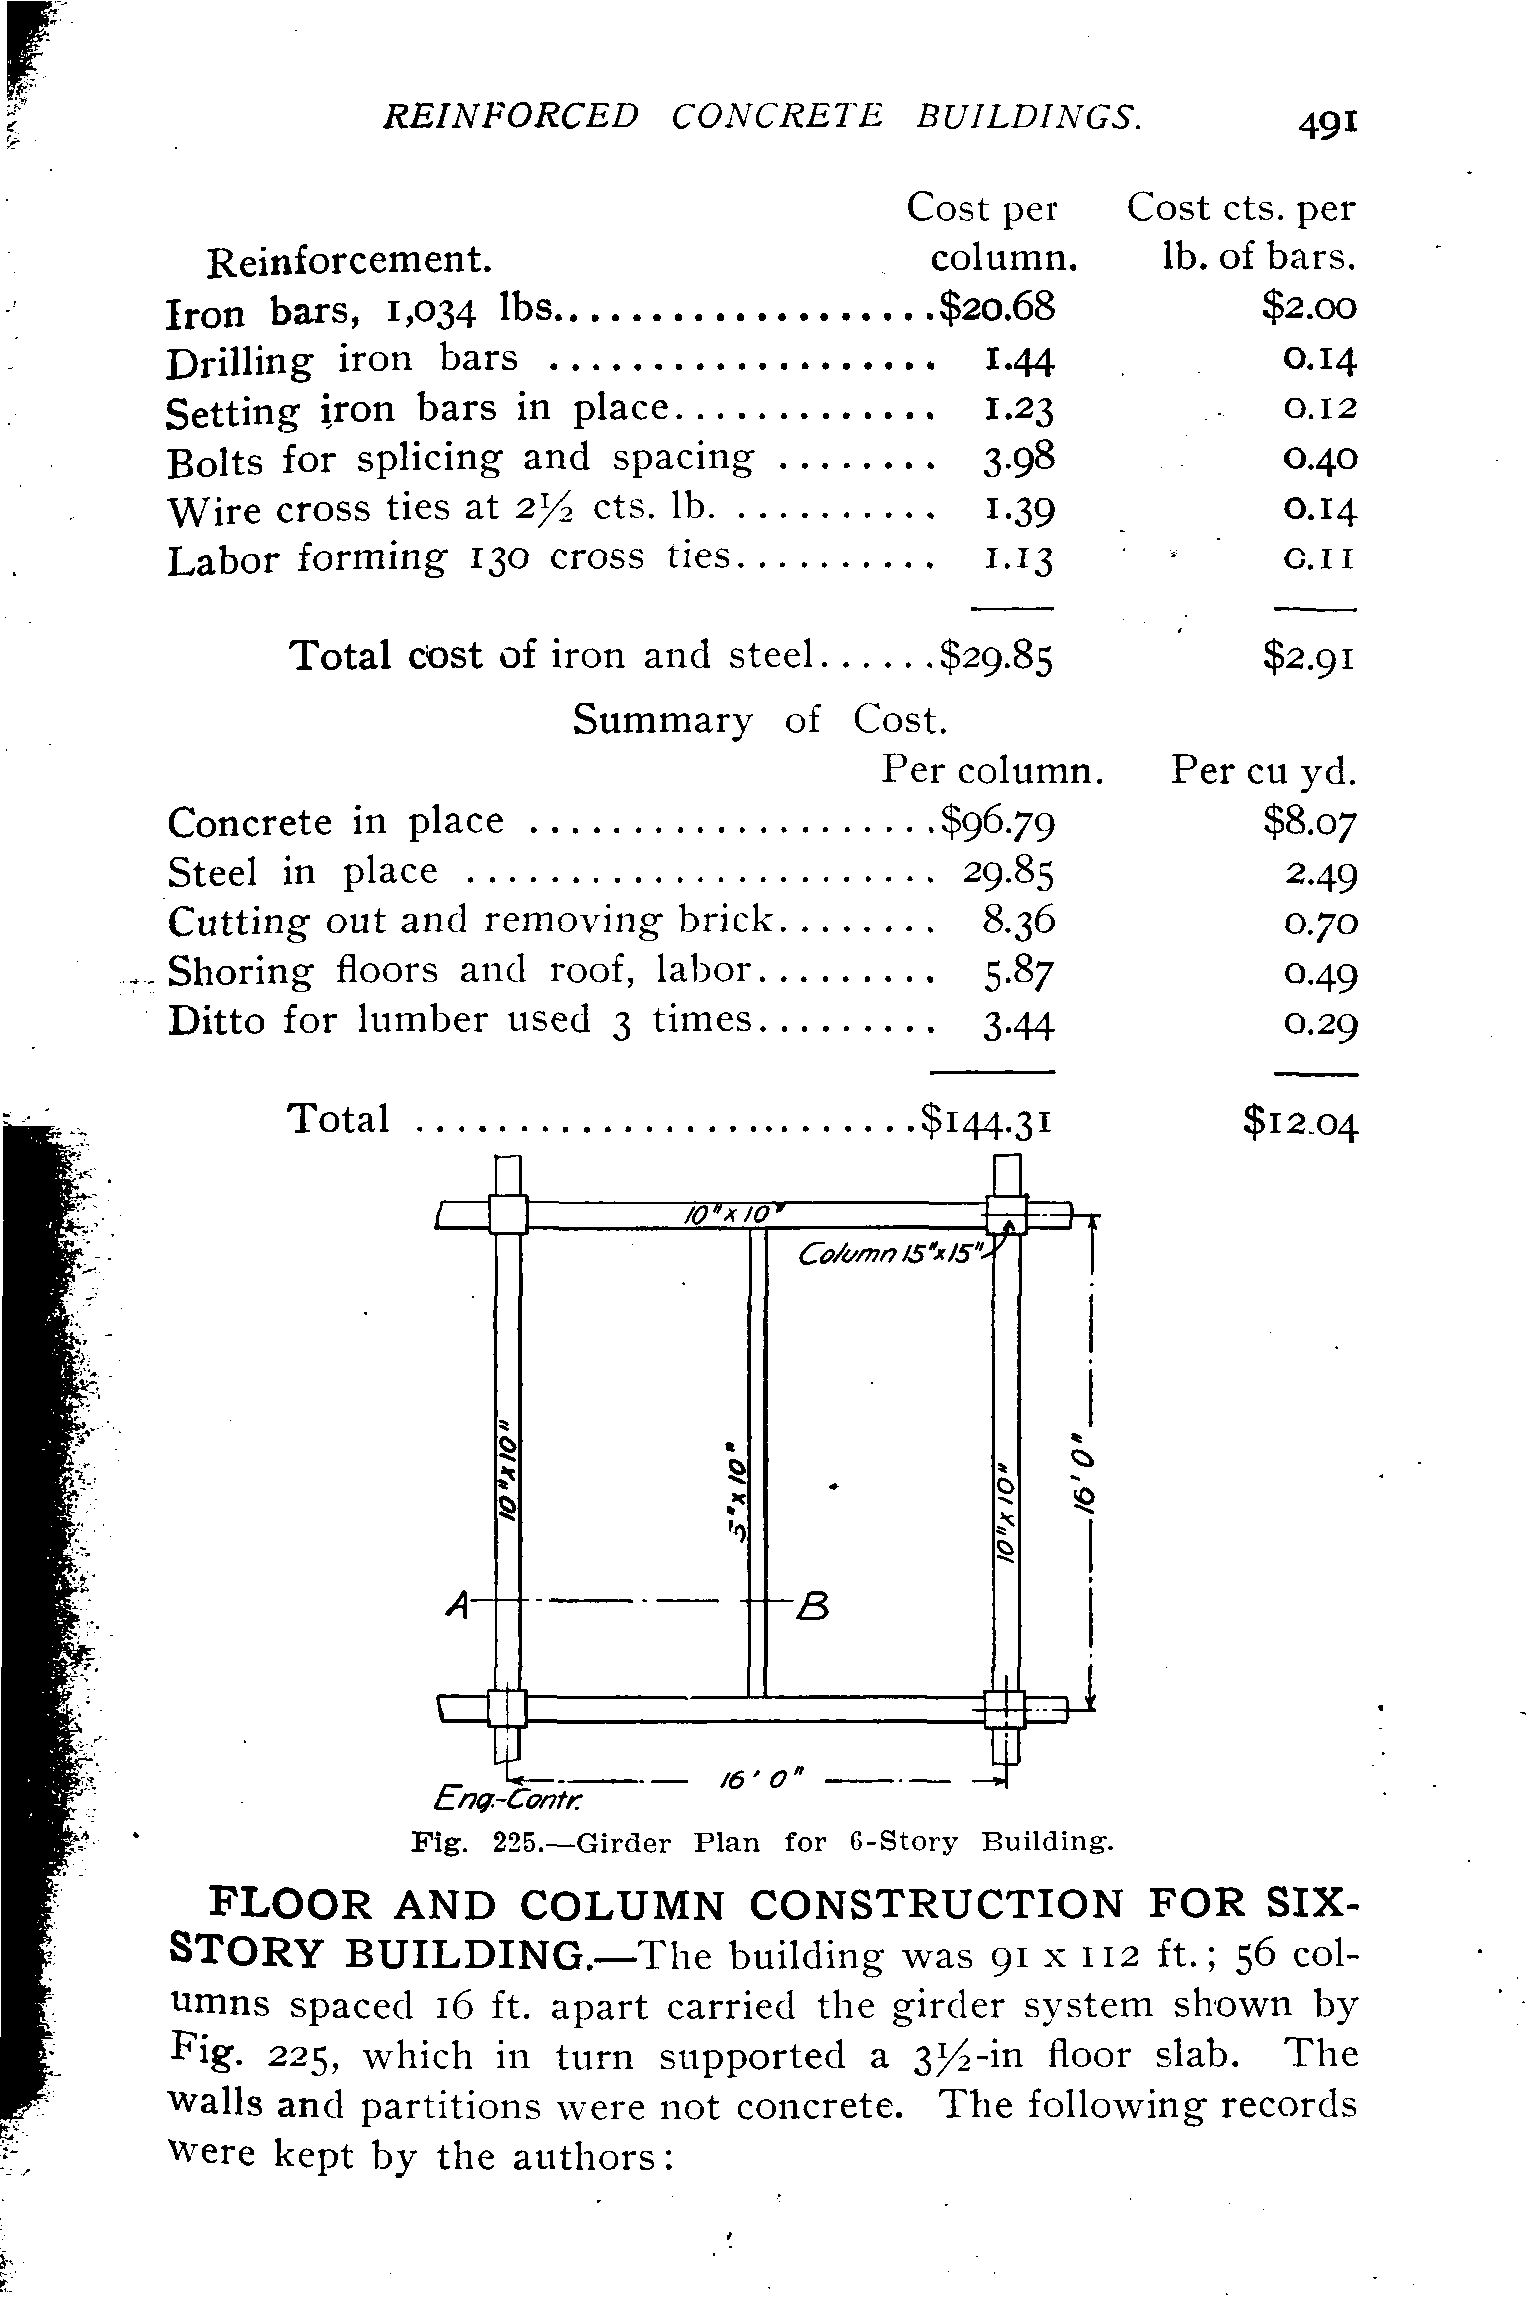 REINFORCED CONCRETE BUILDINGS. 491
Cost per Cost cts. per
Reinforcement. column. lb. of bars.
Iron bars, 1,034 lbs...................$20.68 $2.00
Drilling iron bars ................... 1.44 0.14
Setting iron bars in place............. 1.23 0.12
Bolts for splicing and spacing ........ 3.98 0.40
Wire cross ties at 2½ cts. lb. .......... 1.39 0.14
Labor forming 130 cross ties.......... 1.13 0.11
Total cost of iron and steel......$29.85 $2.91
Summary of Cost.
Per column. Per cu yd.
Concrete in place ....................$96.79 $8.07
Steel in place ....................... 29.85 2.49
Cutting out and removing brick........ 8.36 0.70
Shoring floors and roof, labor......... 5.87 0.49
Ditto for lumber used 3 times......... 3.44 0.29
Total ........................$144.31 $12.04
10"x10"
Column 15"x15"
10"x10"
5"x10"
10"x10"
16'0"
A B
16'0"
Eng.-Contr.
Fig. 225.—Girder Plan for 6-Story Building.
FLOOR AND COLUMN CONSTRUCTION FOR SIX-
STORY BUILDING.—The building was 91 x 112 ft.; 56 col-
umns spaced 16 ft. apart carried the girder system shown by
Fig. 225, which in turn supported a 3½-in floor slab. The
walls and partitions were not concrete. The following records
were kept by the authors: